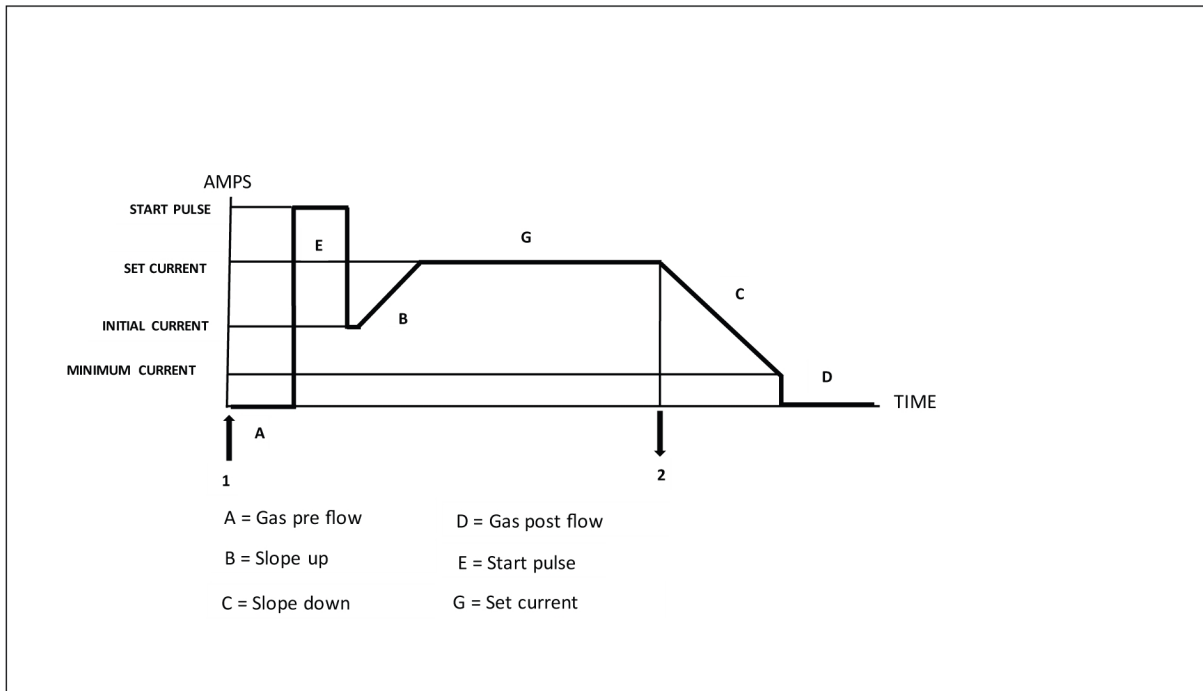 AMPS
START PULSE
E
G
SET CURRENT
C
INITIAL CURRENT
B
MINIMUM CURRENT
D
TIME
A
1
2
A = Gas pre flow
D = Gas post flow
B = Slope up
E = Start pulse
C = Slope down
G = Set current